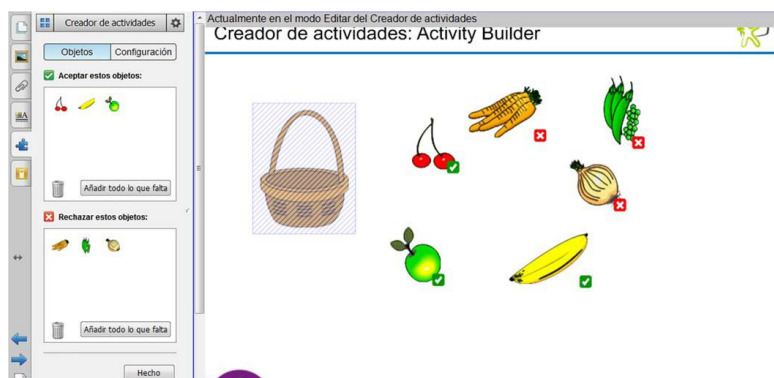 Creador de actividades
Actualmente en el modo Editar del Creador de actividades
Creador de actividades: Activity Builder
Objetos
Configuración
Aceptar estos objetos:
Añadir todo lo que falta
Rechazar estos objetos:
Añadir todo lo que falta
Hecho